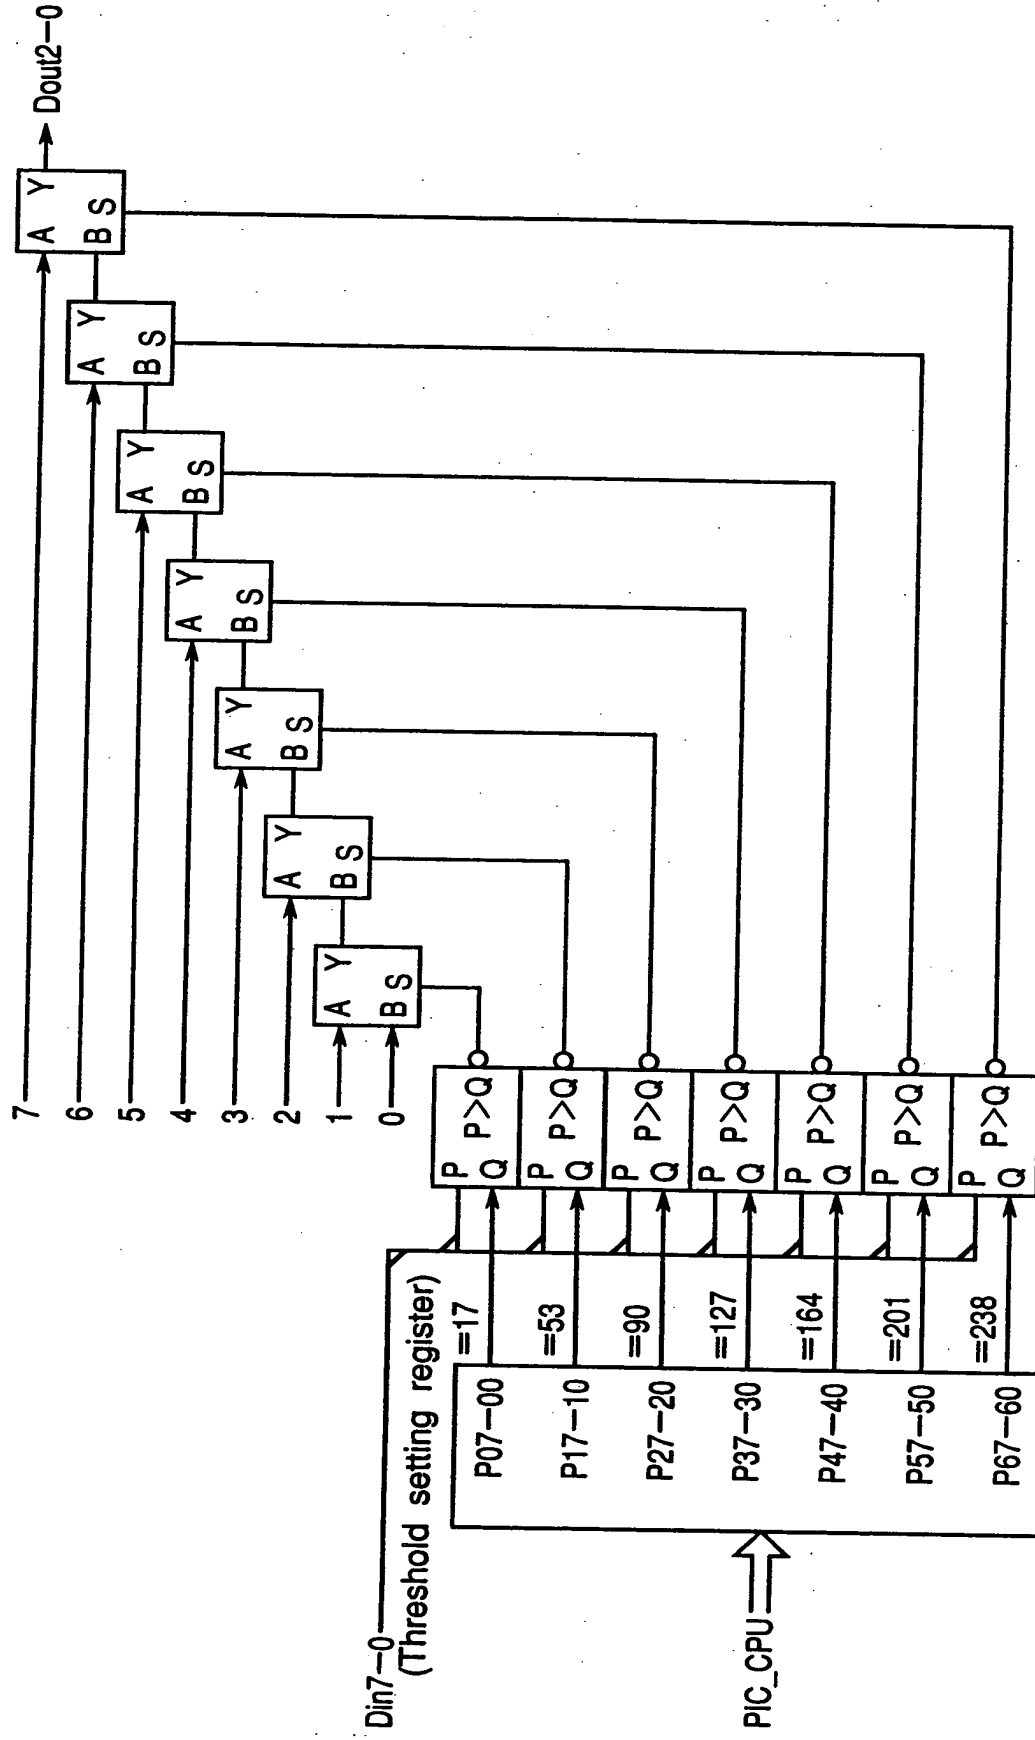 7
6
5
4
3
2
1
0
A Y
B S
A Y
B S
A Y
B S
A Y
B S
A Y
B S
A Y
B S
A Y
B S
Dout2–0
Din7–0
(Threshold setting register)
PIC_CPU
P07–00 =17
P17–10 =53
P27–20 =90
P37–30 =127
P47–40 =164
P57–50 =201
P67–60 =238
P
Q P>Q
P
Q P>Q
P
Q P>Q
P
Q P>Q
P
Q P>Q
P
Q P>Q
P
Q P>Q